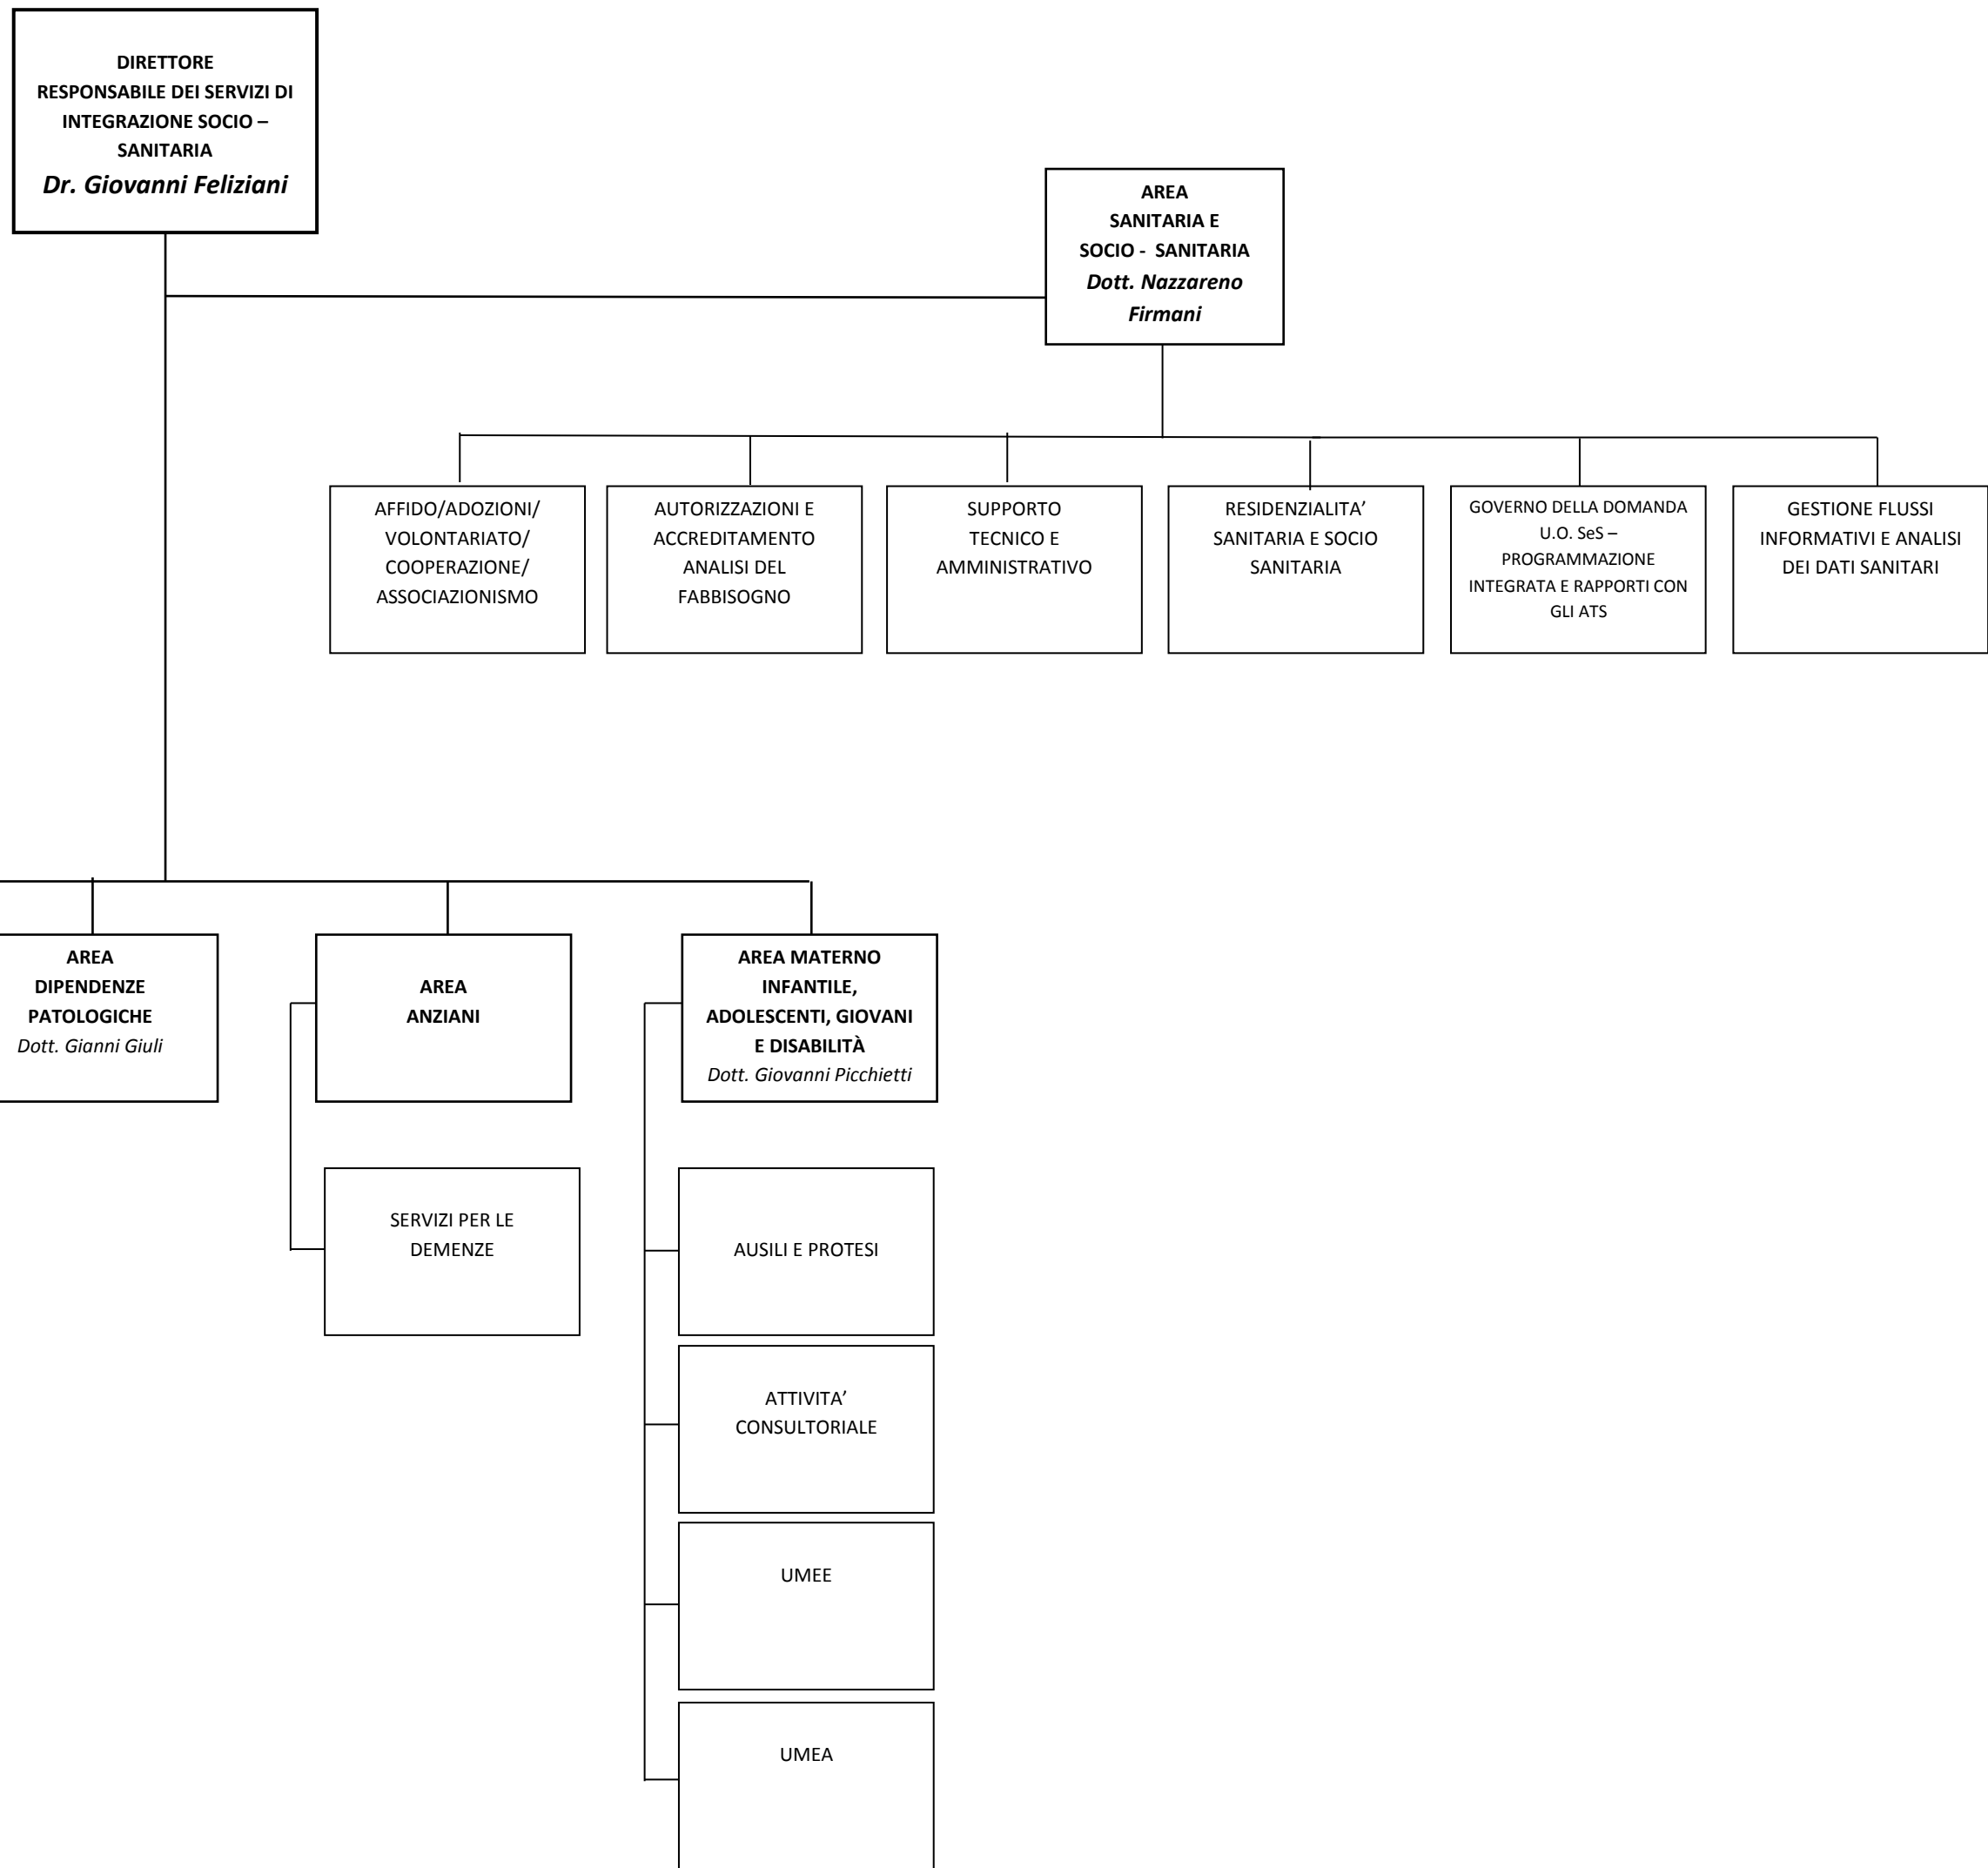 DIRETTORE
RESPONSABILE DEI SERVIZI DI
INTEGRAZIONE SOCIO –
SANITARIA
Dr. Giovanni Feliziani
AREA
SANITARIA E
SOCIO - SANITARIA
Dott. Nazzareno
Firmani
AFFIDO/ADOZIONI/
VOLONTARIATO/
COOPERAZIONE/
ASSOCIAZIONISMO
AUTORIZZAZIONI E
ACCREDITAMENTO
ANALISI DEL
FABBISOGNO
SUPPORTO
TECNICO E
AMMINISTRATIVO
RESIDENZIALITA’
SANITARIA E SOCIO
SANITARIA
GOVERNO DELLA DOMANDA
U.O. SeS –
PROGRAMMAZIONE
INTEGRATA E RAPPORTI CON
GLI ATS
GESTIONE FLUSSI
INFORMATIVI E ANALISI
DEI DATI SANITARI
AREA
DIPENDENZE
PATOLOGICHE
Dott. Gianni Giuli
AREA
ANZIANI
AREA MATERNO
INFANTILE,
ADOLESCENTI, GIOVANI
E DISABILITÀ
Dott. Giovanni Picchietti
SERVIZI PER LE
DEMENZE
AUSILI E PROTESI
ATTIVITA’
CONSULTORIALE
UMEE
UMEA